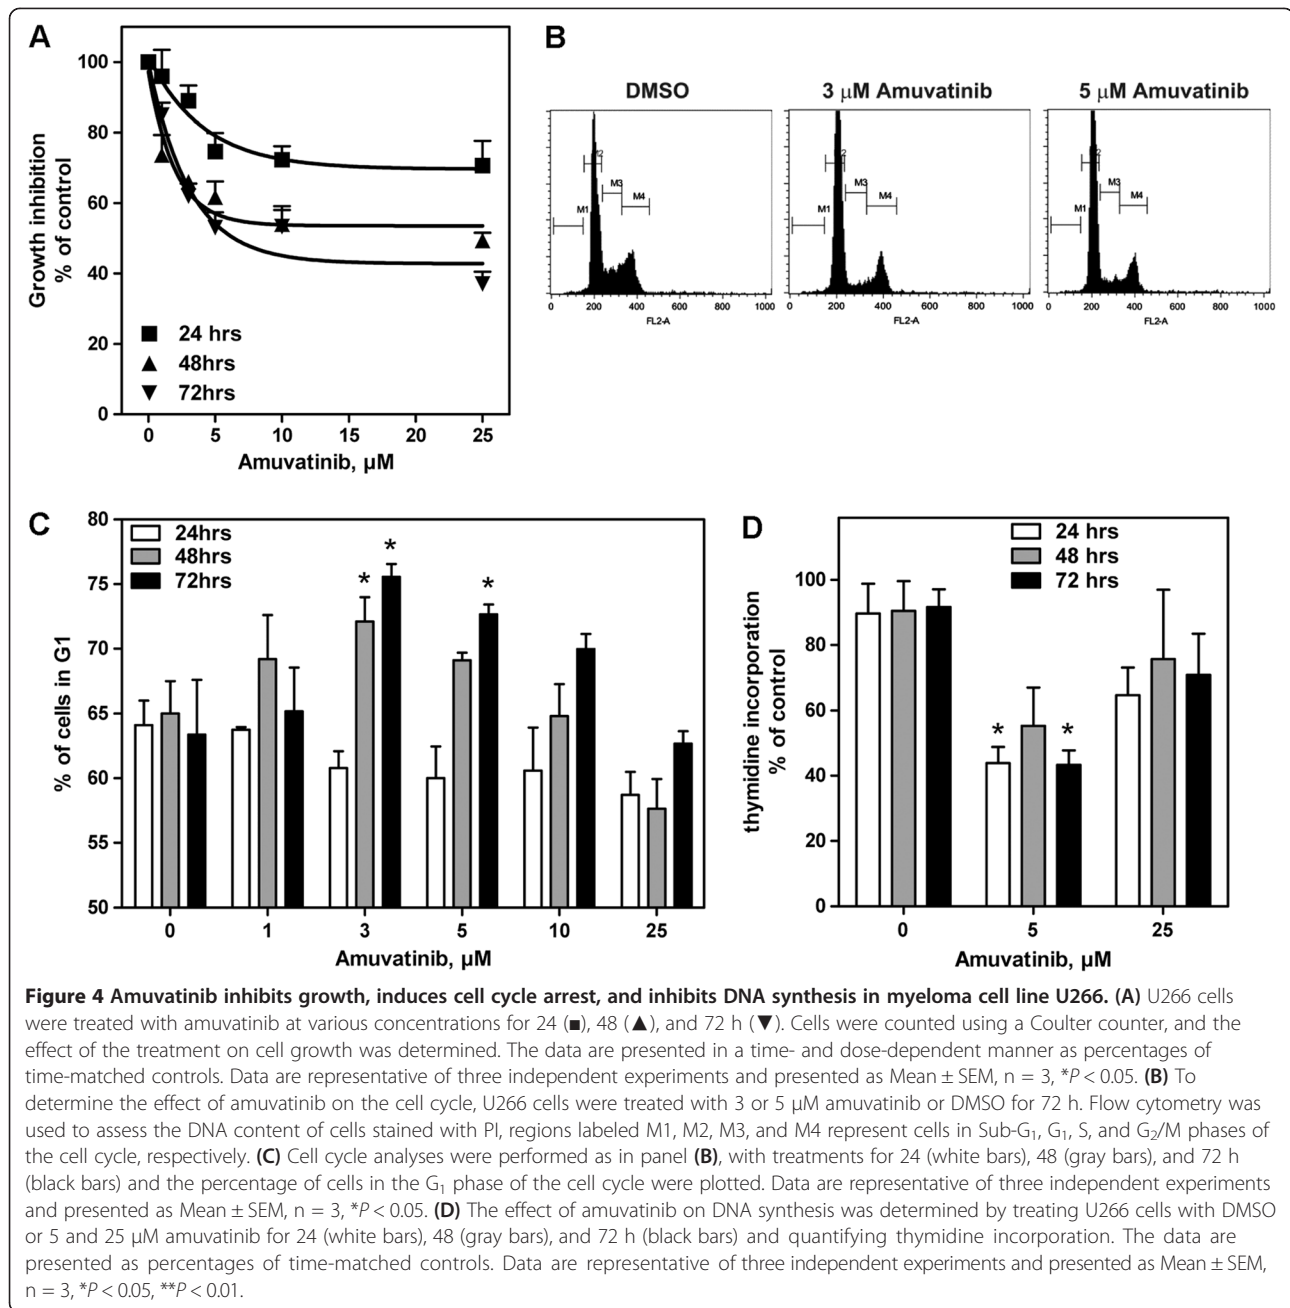 A
100
80
60
40
20
0
Growth inhibition
% of control
24 hrs
48hrs
72hrs
0 5 10 15 20 25
Amuvatinib, µM
B
DMSO
3 µM Amuvatinib
5 µM Amuvatinib
M1
M3
M4
0 200 400 600 800 1000
FL2-A
M1
M3
M4
0 200 400 600 800 1000
FL2-A
M1
M3
M4
0 200 400 600 800 1000
FL2-A
C
80
75
70
65
60
55
50
% of cells in G1
24hrs
48hrs
72hrs
* * *
0 1 3 5 10 25
Amuvatinib, µM
D
100
80
60
40
20
0
thymidine incorporation
% of control
24 hrs
48 hrs
72 hrs
* *
0 5 25
Amuvatinib, µM
Figure 4 Amuvatinib inhibits growth, induces cell cycle arrest, and inhibits DNA synthesis in myeloma cell line U266. (A) U266 cells
were treated with amuvatinib at various concentrations for 24 (■), 48 (▲), and 72 h (▼). Cells were counted using a Coulter counter, and the
effect of the treatment on cell growth was determined. The data are presented in a time- and dose-dependent manner as percentages of
time-matched controls. Data are representative of three independent experiments and presented as Mean ± SEM, n = 3, *P < 0.05. (B) To
determine the effect of amuvatinib on the cell cycle, U266 cells were treated with 3 or 5 µM amuvatinib or DMSO for 72 h. Flow cytometry was
used to assess the DNA content of cells stained with PI, regions labeled M1, M2, M3, and M4 represent cells in Sub-G₁, G₁, S, and G₂/M phases of
the cell cycle, respectively. (C) Cell cycle analyses were performed as in panel (B), with treatments for 24 (white bars), 48 (gray bars), and 72 h
(black bars) and the percentage of cells in the G₁ phase of the cell cycle were plotted. Data are representative of three independent experiments
and presented as Mean ± SEM, n = 3, *P < 0.05. (D) The effect of amuvatinib on DNA synthesis was determined by treating U266 cells with DMSO
or 5 and 25 µM amuvatinib for 24 (white bars), 48 (gray bars), and 72 h (black bars) and quantifying thymidine incorporation. The data are
presented as percentages of time-matched controls. Data are representative of three independent experiments and presented as Mean ± SEM,
n = 3, *P < 0.05, **P < 0.01.